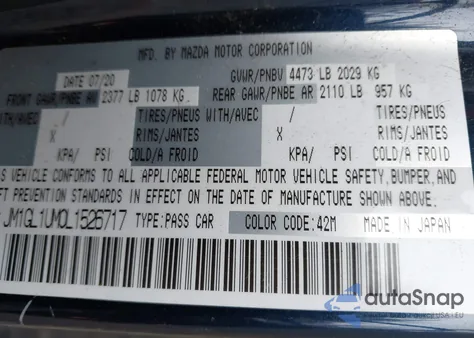 MFD. BY MAZDA MOTOR CORPORATION
DATE 07/20 GVWR/PNBV 4473 LB 2029 KG
FRONT GAWR/PNBE AV 2377 LB 1078 KG REAR GAWR/PNBE AR 2110 LB 957 KG
WITH/AVEC / TIRES/PNEUS WITH/AVEC / TIRES/PNEUS
X RIMS/JANTES X RIMS/JANTES
KPA/ PSI COLD/A FROID KPA/ PSI COLD/A FROID
VEHICLE CONFORMS TO ALL APPLICABLE FEDERAL MOTOR VEHICLE SAFETY, BUMPER, AND
PREVENTION STANDARDS IN EFFECT ON THE DATE OF MANUFACTURE SHOWN ABOVE.
JM1GL1UM0L1526717 TYPE:PASS CAR COLOR CODE:42M MADE IN JAPAN
autoSnap